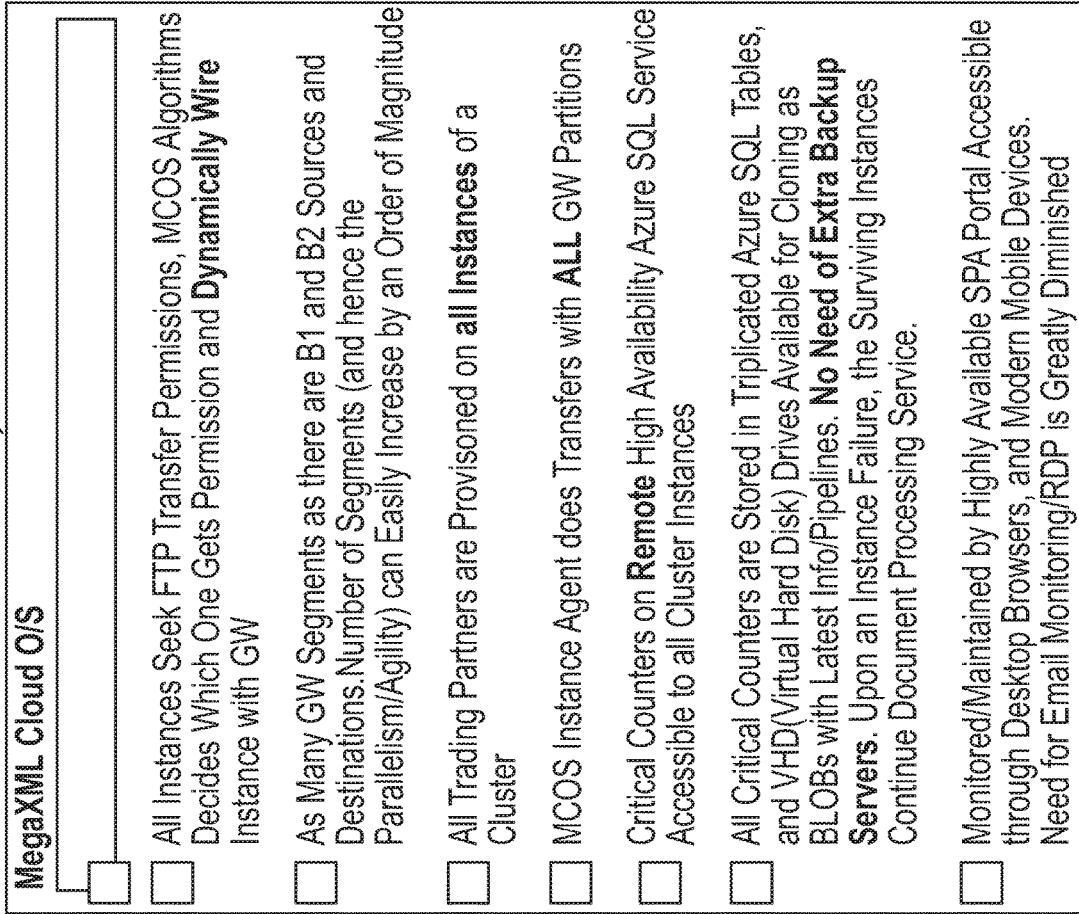 MegaXML Cloud O/S
All Instances Seek FTP Transfer Permissions, MCOS Algorithms
Decides Which One Gets Permission and Dynamically Wire
Instance with GW
As Many GW Segments as there are B1 and B2 Sources and
Destinations.Number of Segments (and hence the
Parallelism/Agility) can Easily Increase by an Order of Magnitude
All Trading Partners are Provisoned on all Instances of a
Cluster
MCOS Instance Agent does Transfers with ALL GW Partitions
Critical Counters on Remote High Availability Azure SQL Service
Accessible to all Cluster Instances
All Critical Counters are Stored in Triplicated Azure SQL Tables,
and VHD(Virtual Hard Disk) Drives Available for Cloning as
BLOBs with Latest Info/Pipelines. No Need of Extra Backup
Servers. Upon an Instance Failure, the Surviving Instances
Continue Document Processing Service.
Monitored/Maintained by Highly Available SPA Portal Accessible
through Desktop Browsers, and Modern Mobile Devices.
Need for Email Monitoring/RDP is Greatly Diminished